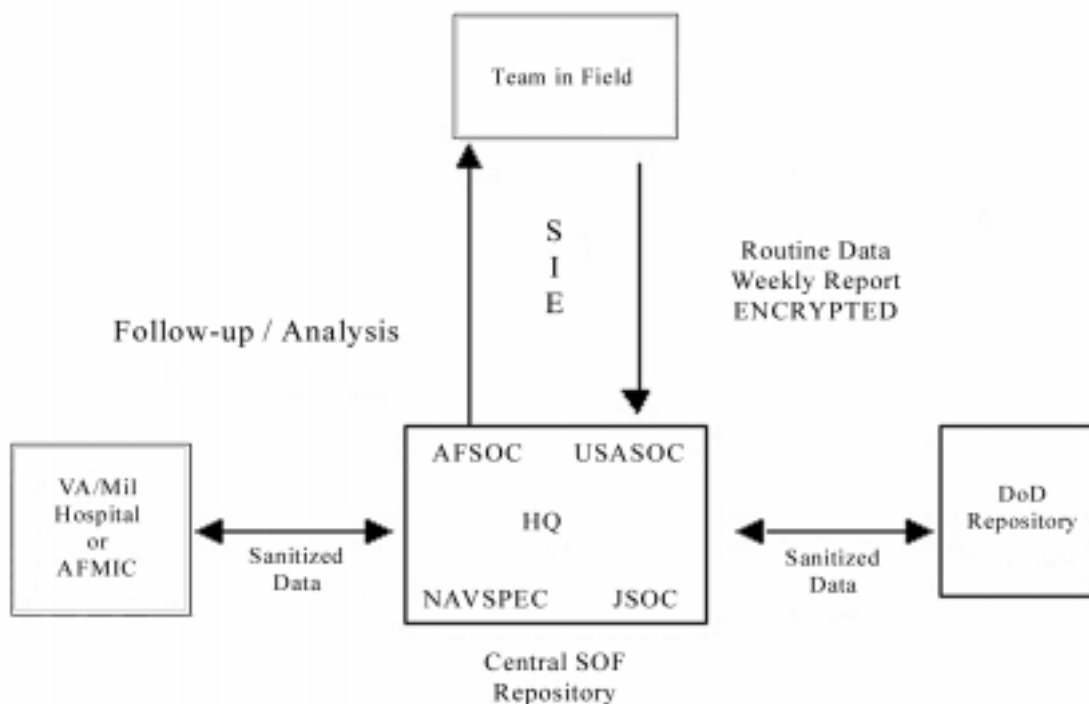 Team in Field
S
I
E
Routine Data
Weekly Report
ENCRYPTED
Follow-up / Analysis
AFSOC USASOC
HQ
NAVSPEC JSOC
VA/Mil
Hospital
or
AFMIC
Sanitized
Data
Sanitized
Data
DoD
Repository
Central SOF
Repository